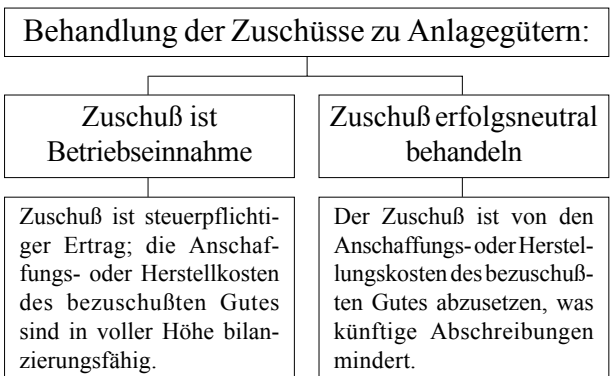 Behandlung der Zuschüsse zu Anlagegütern:
Zuschuß ist
Betriebseinnahme
Zuschuß erfolgsneutral
behandeln
Zuschuß ist steuerpflichti-
ger Ertrag; die Anschaf-
fungs- oder Herstellkosten
des bezuschußten Gutes
sind in voller Höhe bilan-
zierungsfähig.
Der Zuschuß ist von den
Anschaffungs- oder Herstel-
lungskosten des bezuschuß-
ten Gutes abzusetzen, was
künftige Abschreibungen
mindert.